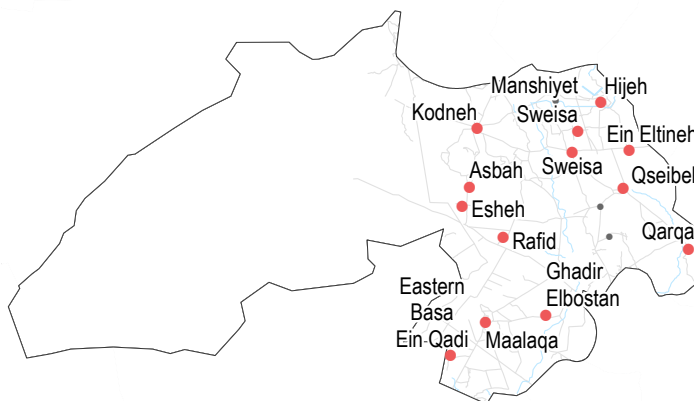 Manshiyet
Hijeh
Kodneh
Sweisa
Ein Eltineh
Sweisa
Asbah
Qseibeh
Esheh
Rafid
Qarqa
Ghadir
Elbostan
Eastern
Basa
Ein Qadi
Maalaqa